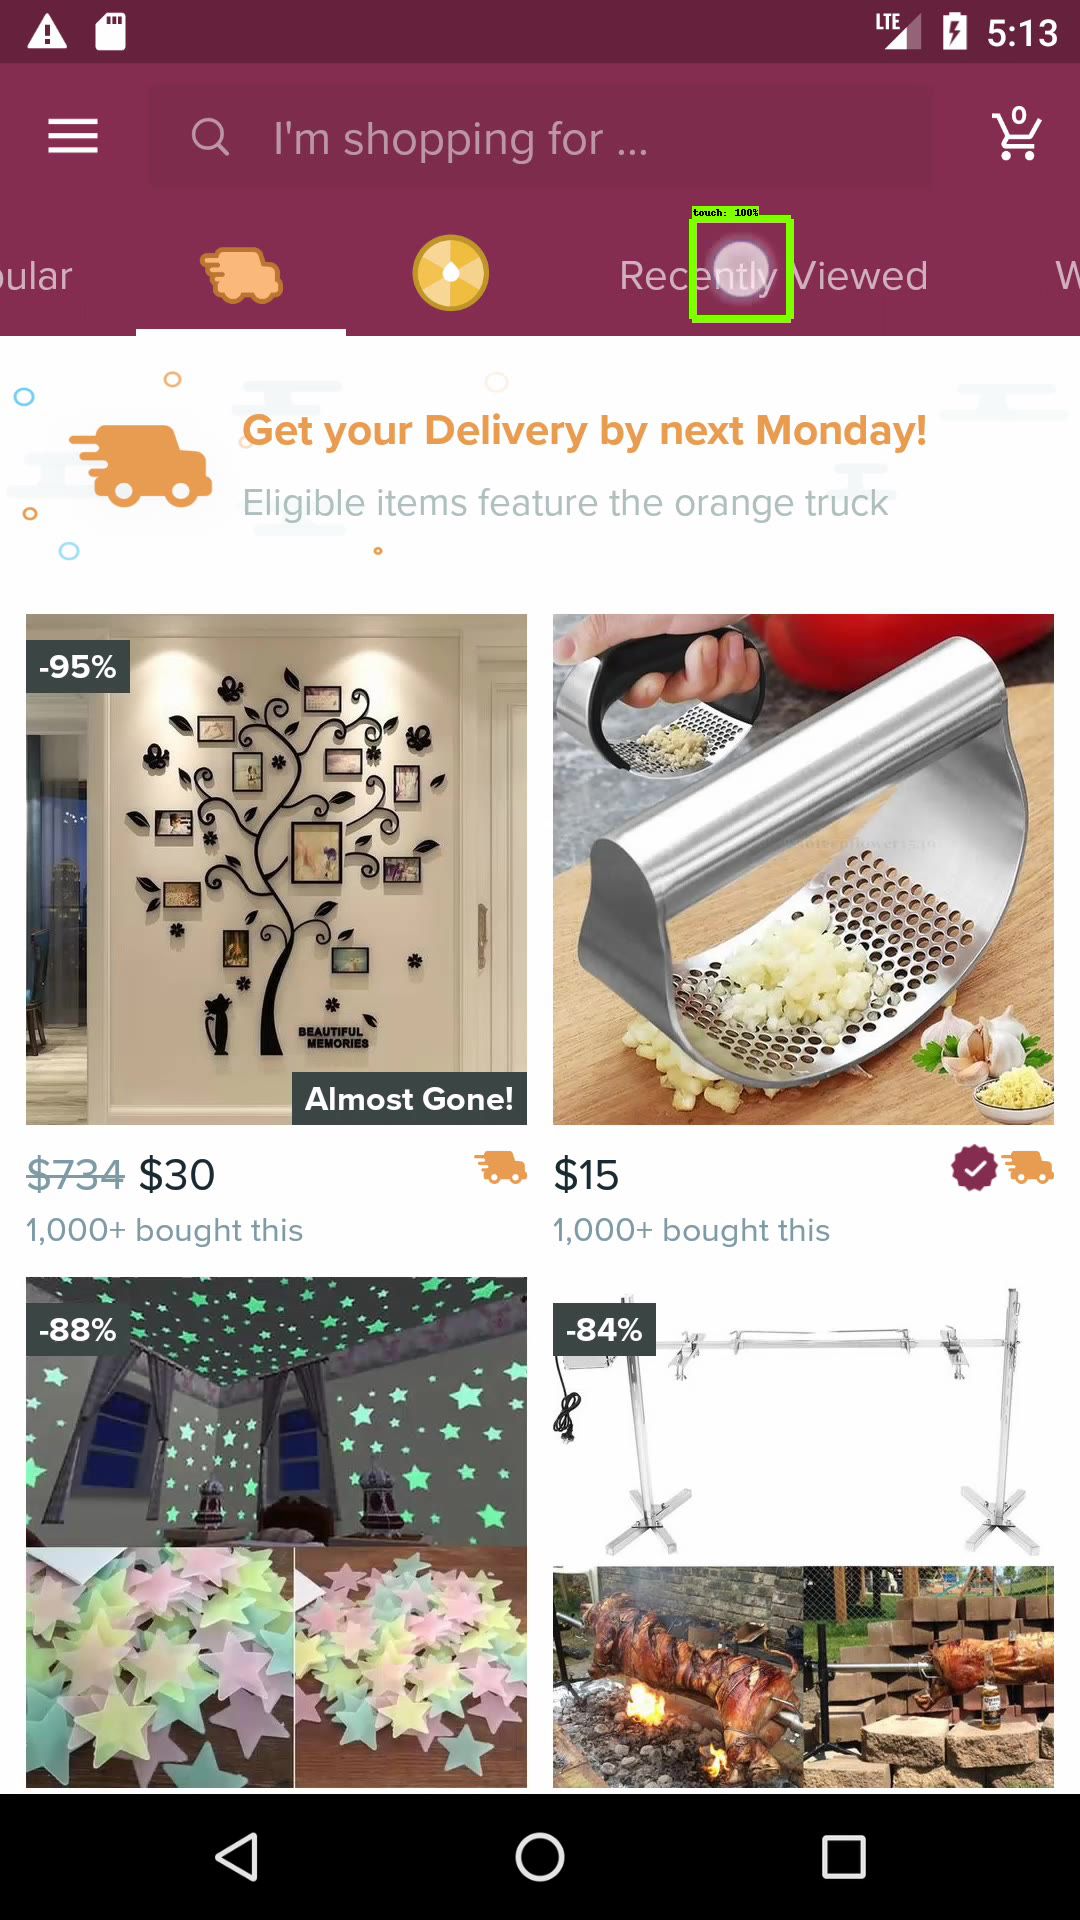 LTE 5:13
I'm shopping for ... 0
touch: 100%
pular Recently Viewed W
Get your Delivery by next Monday!
Eligible items feature the orange truck
-95%
BEAUTIFUL
MEMORIES
Almost Gone!
$734 $30 $15
1,000+ bought this 1,000+ bought this
-88% -84%